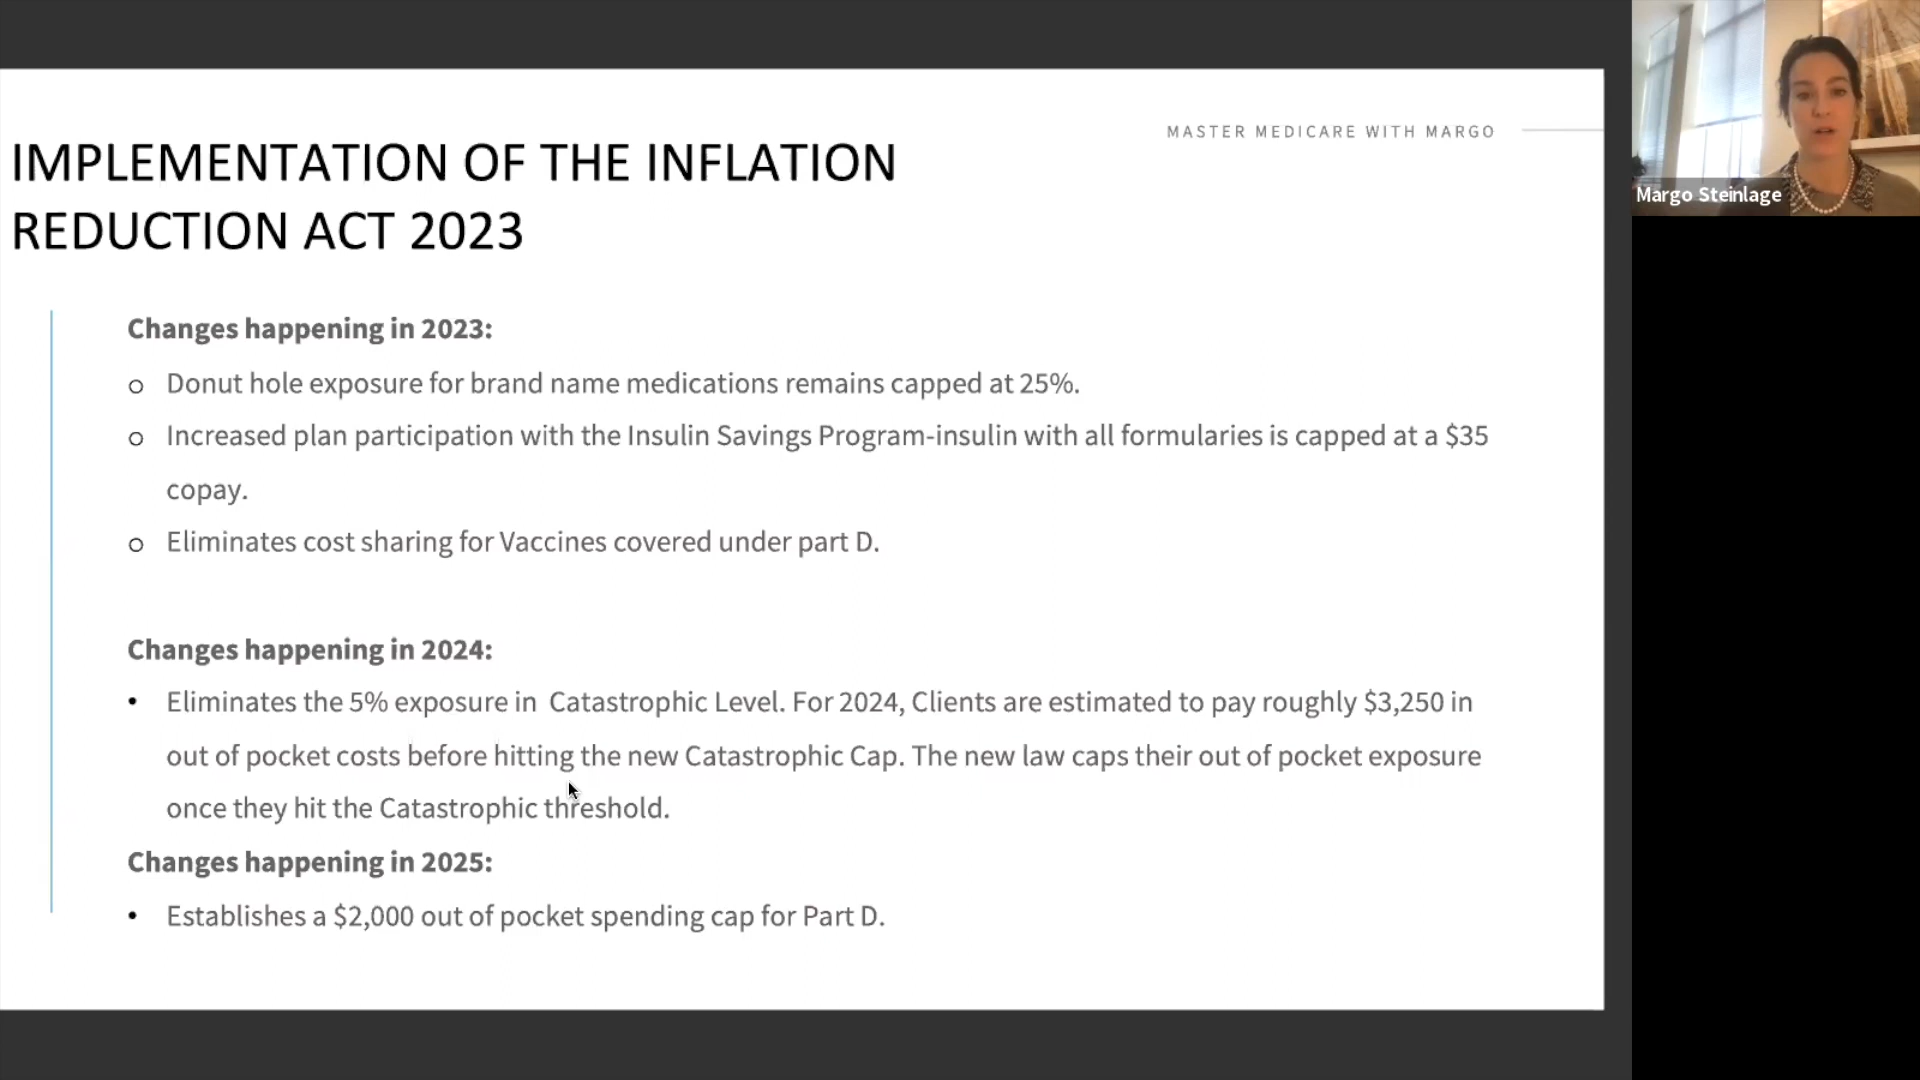 MASTER MEDICARE WITH MARGO
IMPLEMENTATION OF THE INFLATION
REDUCTION ACT 2023
Margo Steinlage
Changes happening in 2023:
o Donut hole exposure for brand name medications remains capped at 25%.
o Increased plan participation with the Insulin Savings Program-insulin with all formularies is capped at a $35
copay.
o Eliminates cost sharing for Vaccines covered under part D.
Changes happening in 2024:
• Eliminates the 5% exposure in  Catastrophic Level. For 2024, Clients are estimated to pay roughly $3,250 in
out of pocket costs before hitting the new Catastrophic Cap. The new law caps their out of pocket exposure
once they hit the Catastrophic threshold.
Changes happening in 2025:
• Establishes a $2,000 out of pocket spending cap for Part D.